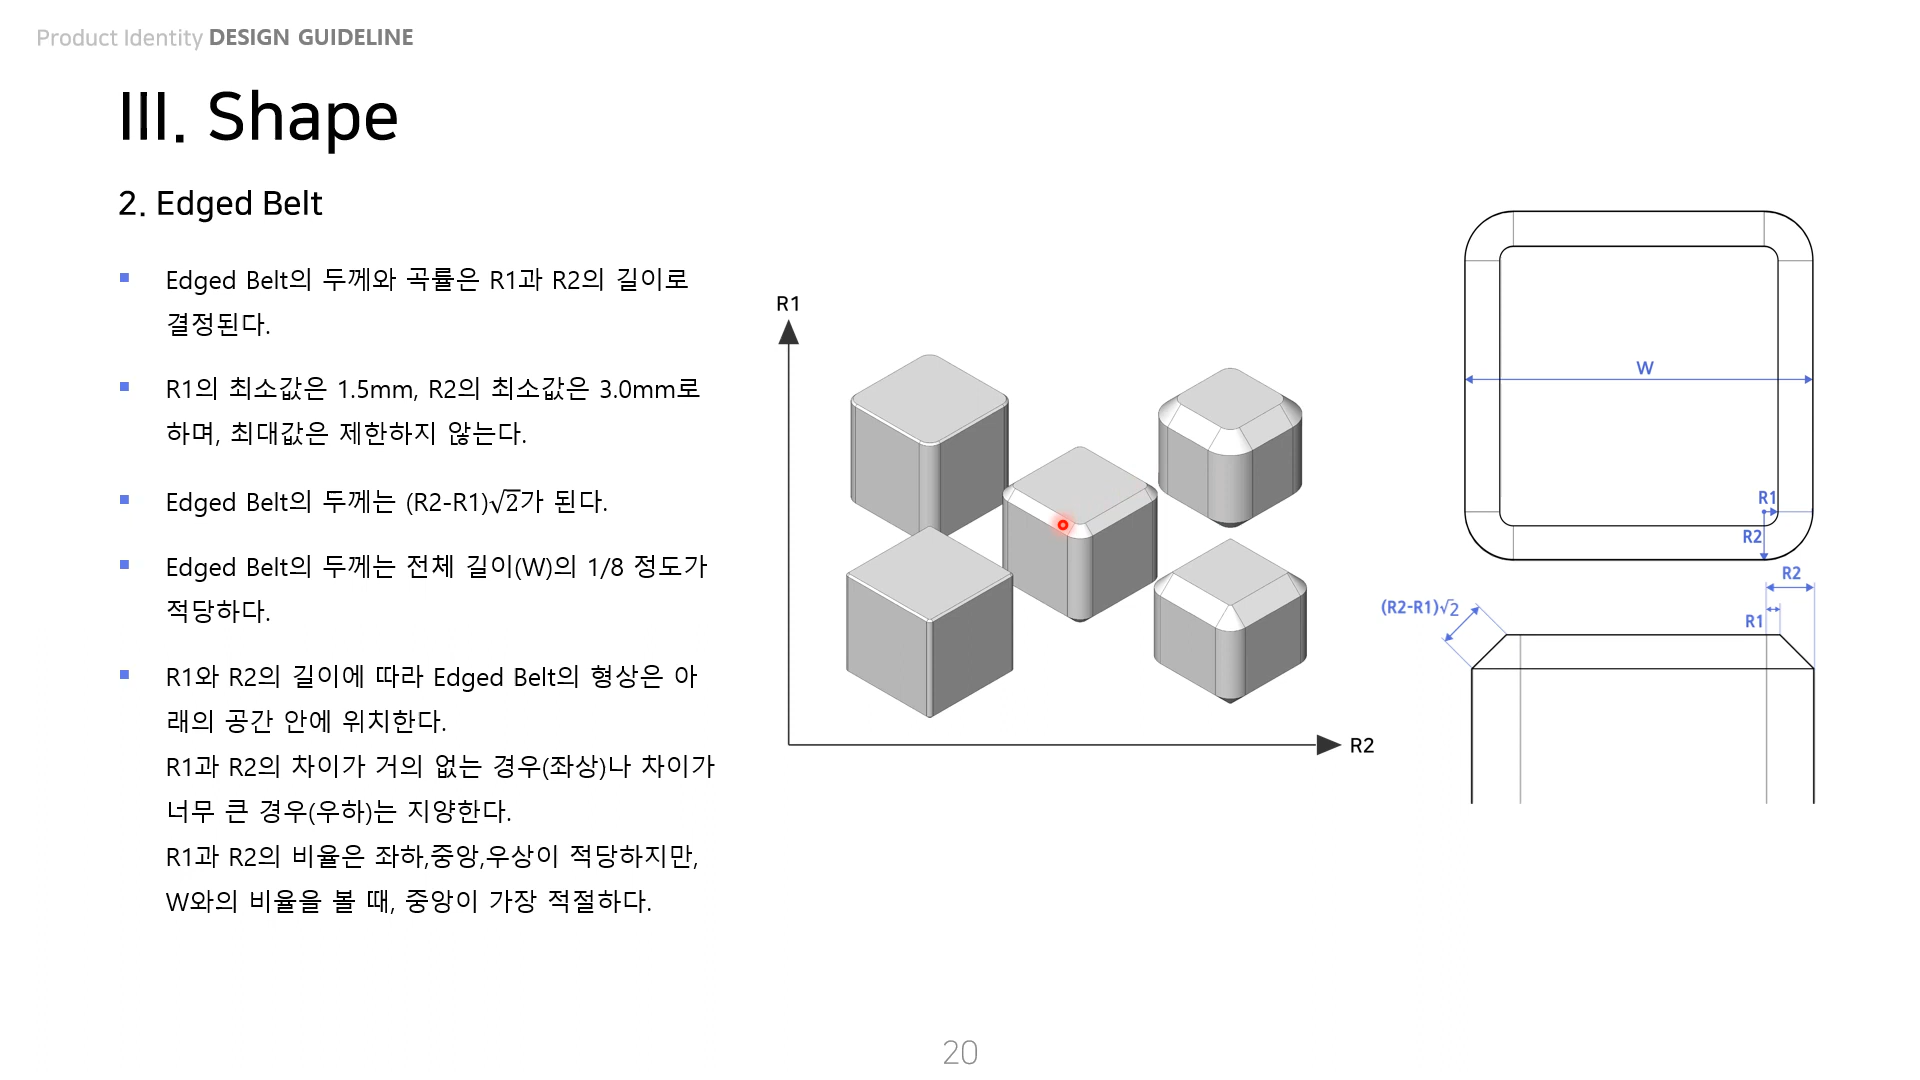 Product Identity DESIGN GUIDELINE
III. Shape
2. Edged Belt
▪ Edged Belt의 두께와 곡률은 R1과 R2의 길이로
결정된다.
▪ R1의 최소값은 1.5mm, R2의 최소값은 3.0mm로
하며, 최대값은 제한하지 않는다.
▪ Edged Belt의 두께는 (R2-R1)√2가 된다.
▪ Edged Belt의 두께는 전체 길이(W)의 1/8 정도가
적당하다.
▪ R1와 R2의 길이에 따라 Edged Belt의 형상은 아
래의 공간 안에 위치한다.
R1과 R2의 차이가 거의 없는 경우(좌상)나 차이가
너무 큰 경우(우하)는 지양한다.
R1과 R2의 비율은 좌하,중앙,우상이 적당하지만,
W와의 비율을 볼 때, 중앙이 가장 적절하다.
R1
R2
W
R1
R2
R2
(R2-R1)√2
R1
20